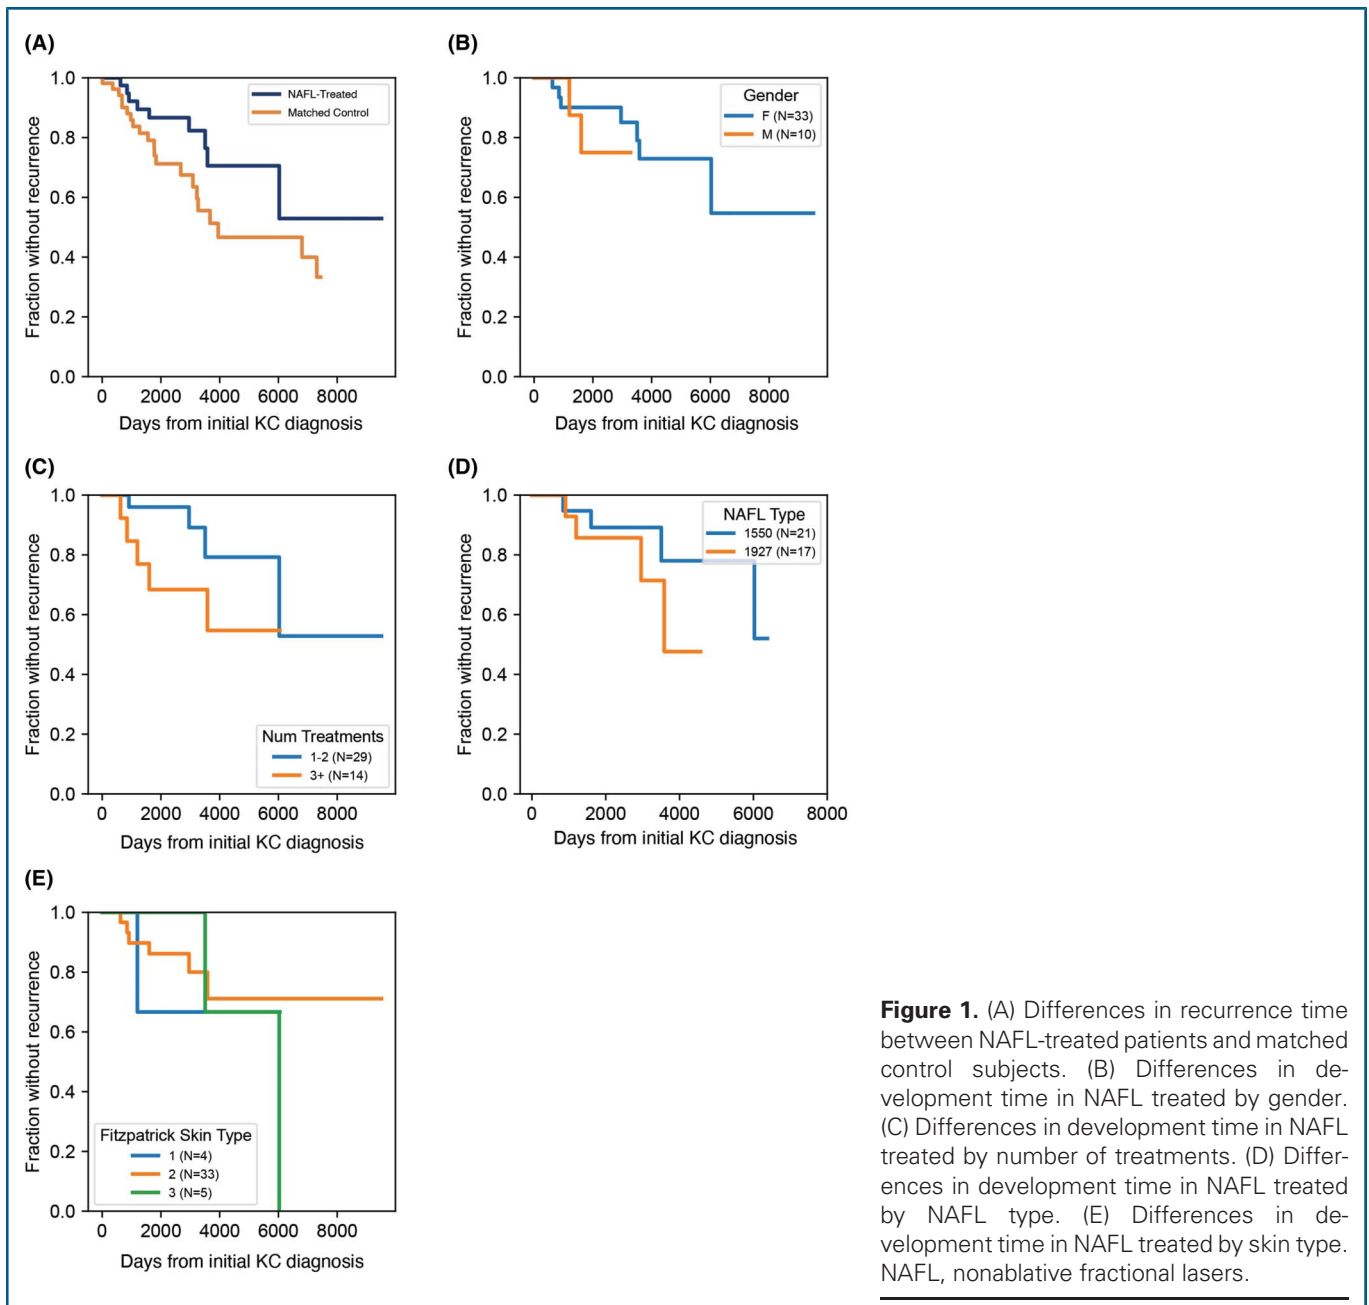 (A)
1.0
0.8
0.6
0.4
0.2
0.0
Fraction without recurrence
NAFL-Treated
Matched Control
0 2000 4000 6000 8000
Days from initial KC diagnosis
(B)
1.0
0.8
0.6
0.4
0.2
0.0
Fraction without recurrence
Gender
F (N=33)
M (N=10)
0 2000 4000 6000 8000
Days from initial KC diagnosis
(C)
1.0
0.8
0.6
0.4
0.2
0.0
Fraction without recurrence
Num Treatments
1-2 (N=29)
3+ (N=14)
0 2000 4000 6000 8000
Days from initial KC diagnosis
(D)
1.0
0.8
0.6
0.4
0.2
0.0
Fraction without recurrence
NAFL Type
1550 (N=21)
1927 (N=17)
0 2000 4000 6000 8000
Days from initial KC diagnosis
(E)
1.0
0.8
0.6
0.4
0.2
0.0
Fraction without recurrence
Fitzpatrick Skin Type
1 (N=4)
2 (N=33)
3 (N=5)
0 2000 4000 6000 8000
Days from initial KC diagnosis
Figure 1. (A) Differences in recurrence time
between NAFL-treated patients and matched
control subjects. (B) Differences in de-
velopment time in NAFL treated by gender.
(C) Differences in development time in NAFL
treated by number of treatments. (D) Differ-
ences in development time in NAFL treated
by NAFL type. (E) Differences in de-
velopment time in NAFL treated by skin type.
NAFL, nonablative fractional lasers.